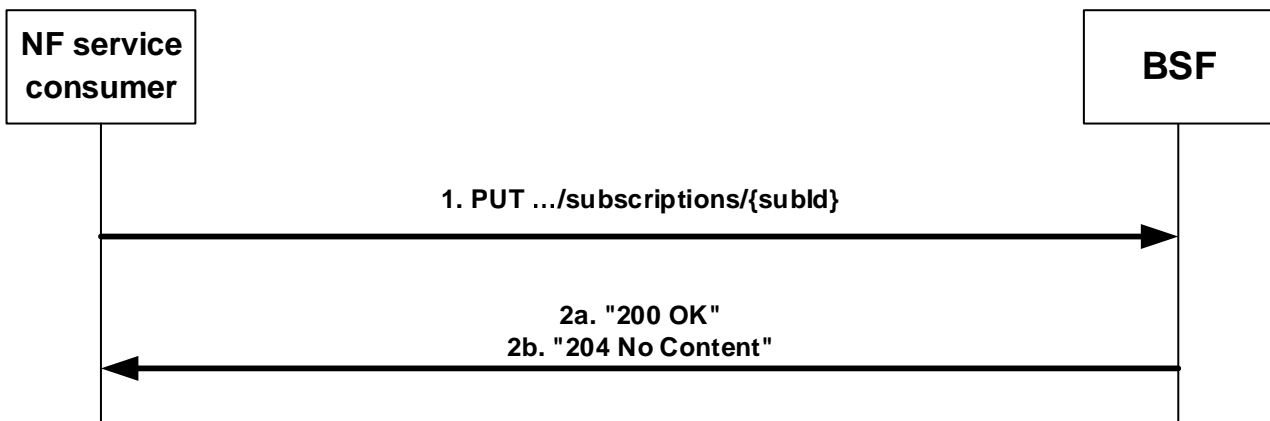 NF service
consumer
BSF
1. PUT …/subscriptions/{subId}
2a. "200 OK"
2b. "204 No Content"